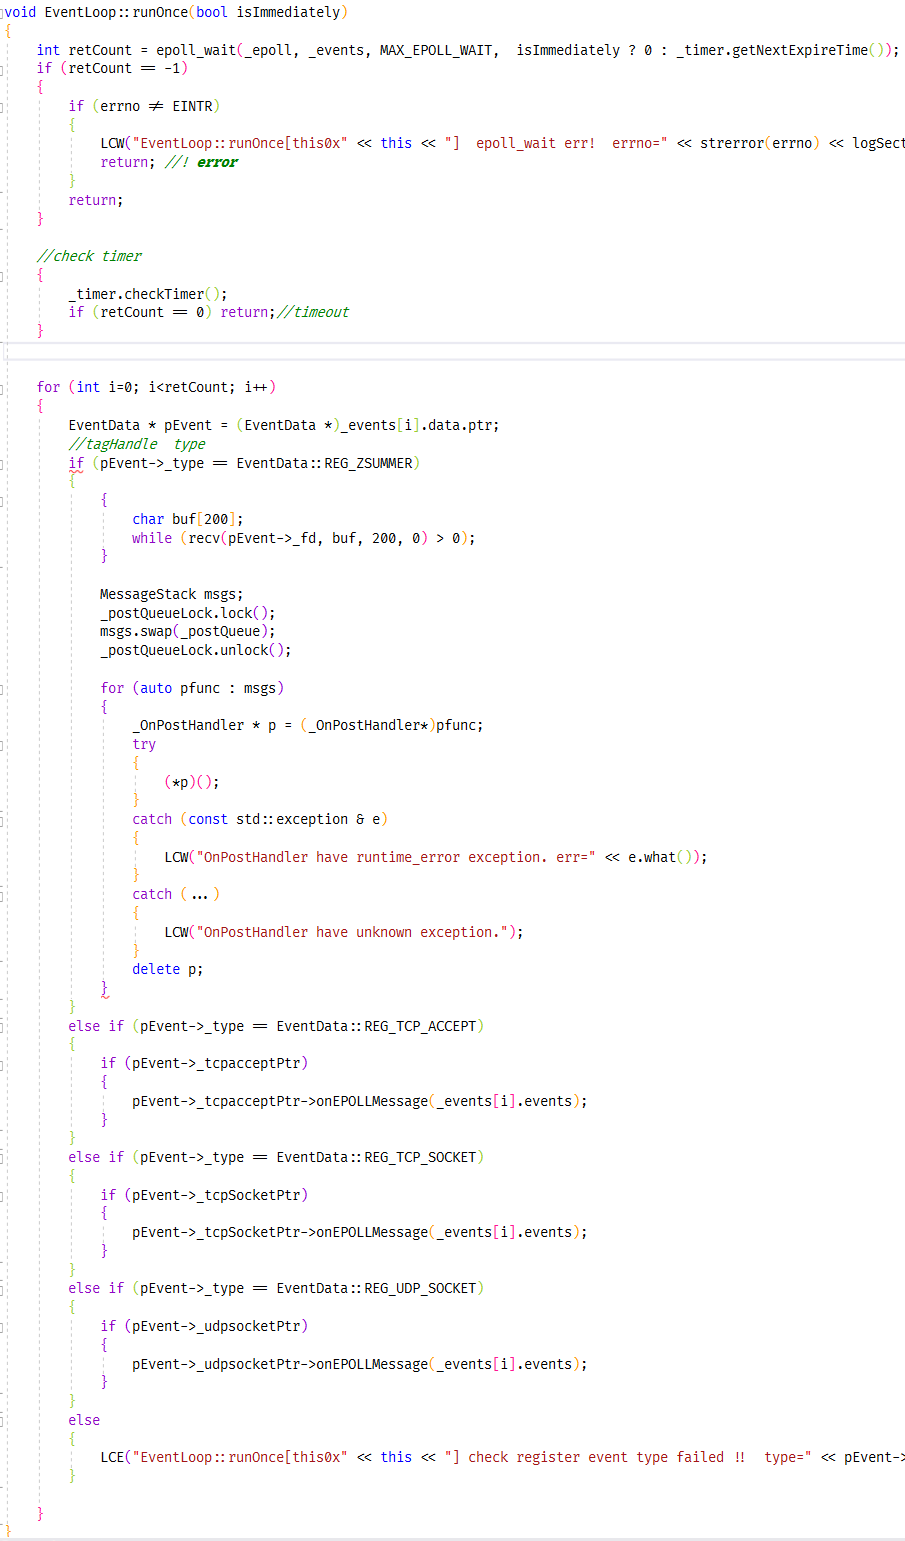 void EventLoop::runOnce(bool isImmediately)
{
    int retCount = epoll_wait(_epoll, _events, MAX_EPOLL_WAIT,  isImmediately ? 0 : _timer.getNextExpireTime());
    if (retCount == -1)
    {
        if (errno != EINTR)
        {
            LCW("EventLoop::runOnce[this0x" << this << "]  epoll_wait err!  errno=" << strerror(errno) << logSect
            return; //! error
        }
        return;
    }

    //check timer
    {
        _timer.checkTimer();
        if (retCount == 0) return;//timeout
    }


    for (int i=0; i<retCount; i++)
    {
        EventData * pEvent = (EventData *)_events[i].data.ptr;
        //tagHandle  type
        if (pEvent->_type == EventData::REG_ZSUMMER)
        {
            {
                char buf[200];
                while (recv(pEvent->_fd, buf, 200, 0) > 0);
            }

            MessageStack msgs;
            _postQueueLock.lock();
            msgs.swap(_postQueue);
            _postQueueLock.unlock();

            for (auto pfunc : msgs)
            {
                _OnPostHandler * p = (_OnPostHandler*)pfunc;
                try
                {
                    (*p)();
                }
                catch (const std::exception & e)
                {
                    LCW("OnPostHandler have runtime_error exception. err=" << e.what());
                }
                catch (...)
                {
                    LCW("OnPostHandler have unknown exception.");
                }
                delete p;
            }
        }
        else if (pEvent->_type == EventData::REG_TCP_ACCEPT)
        {
            if (pEvent->_tcpacceptPtr)
            {
                pEvent->_tcpacceptPtr->onEPOLLMessage(_events[i].events);
            }
        }
        else if (pEvent->_type == EventData::REG_TCP_SOCKET)
        {
            if (pEvent->_tcpSocketPtr)
            {
                pEvent->_tcpSocketPtr->onEPOLLMessage(_events[i].events);
            }
        }
        else if (pEvent->_type == EventData::REG_UDP_SOCKET)
        {
            if (pEvent->_udpsocketPtr)
            {
                pEvent->_udpsocketPtr->onEPOLLMessage(_events[i].events);
            }
        }
        else
        {
            LCE("EventLoop::runOnce[this0x" << this << "] check register event type failed !!  type=" << pEvent->
        }

    }
}